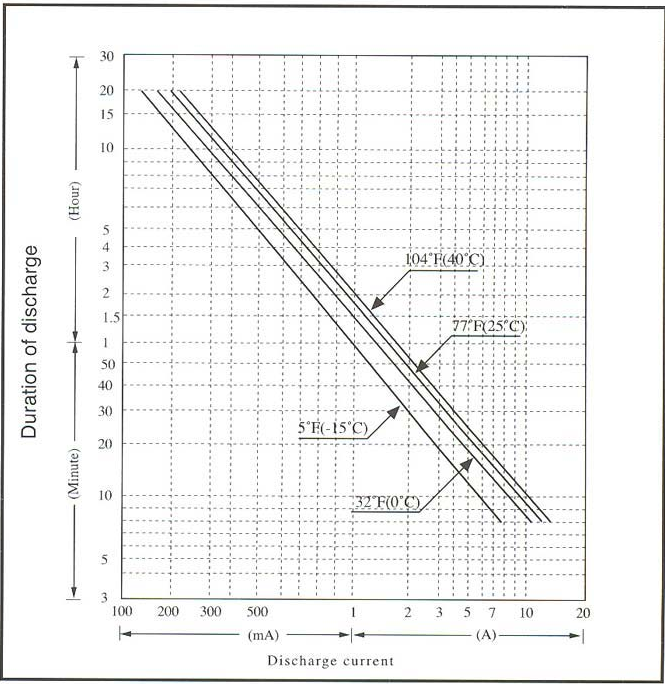 Duration of discharge
(Hour)
(Minute)
30
20
15
10
5
4
3
2
1.5
1
50
40
30
20
10
5
3
104°F(40°C)
77°F(25°C)
5°F(-15°C)
32°F(0°C)
100 200 300 500 1 2 3 5 7 10 20
(mA) (A)
Discharge current